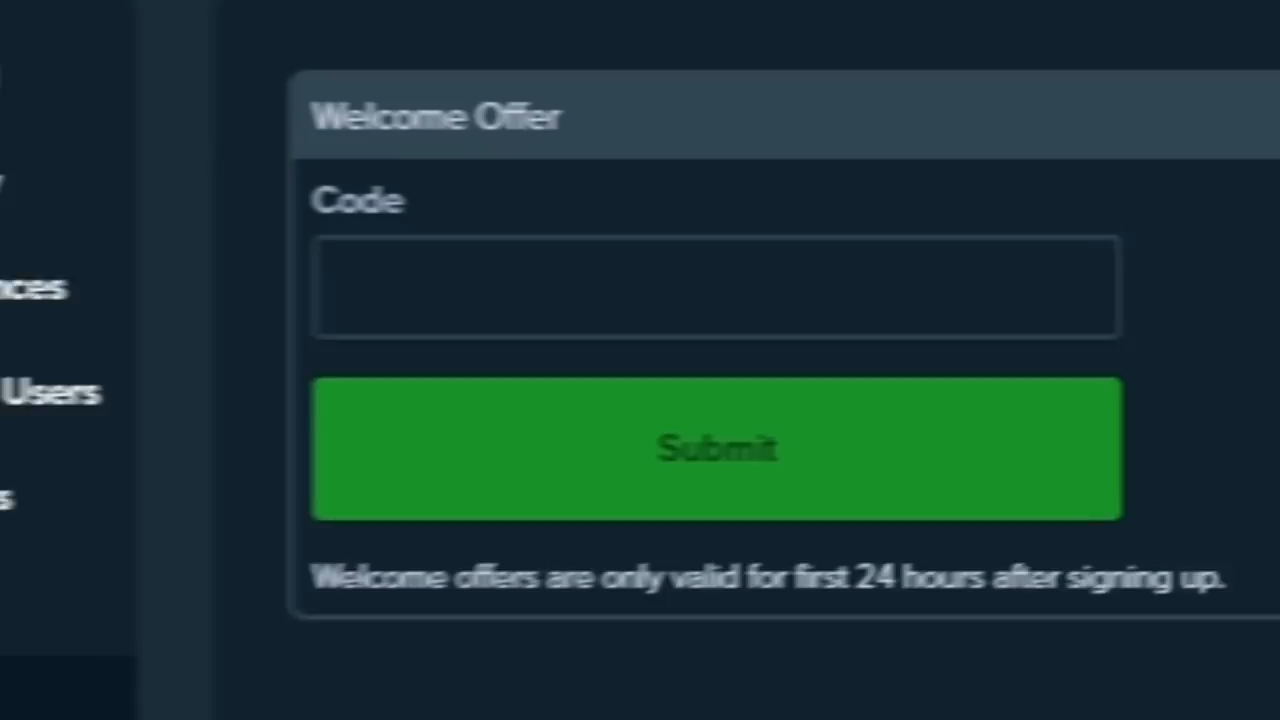 Welcome Offer
Code
Users
Submit
Welcome offers are only valid for first 24 hours after signing up.